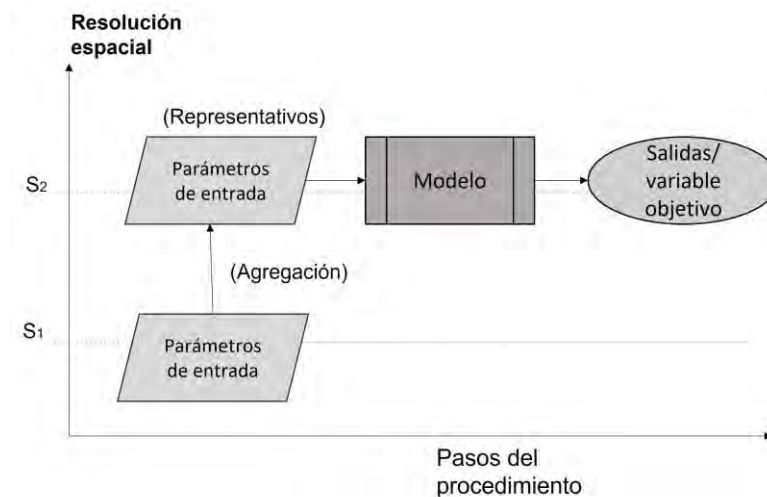 Resolución
espacial
(Representativos)
Parámetros
de entrada
Modelo
Salidas/
variable
objetivo
S2
(Agregación)
S1
Parámetros
de entrada
Pasos del
procedimiento